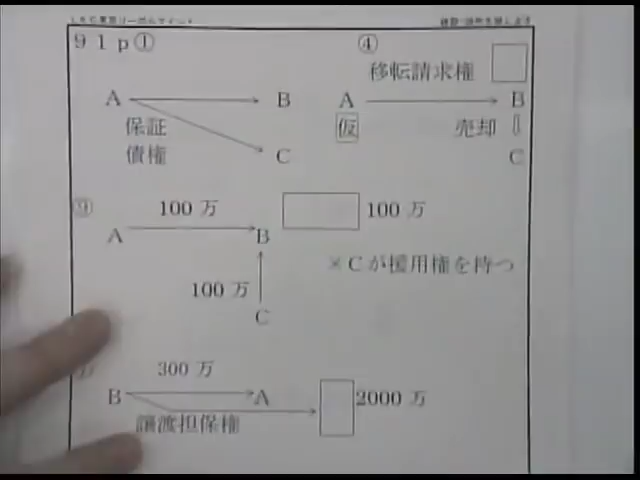 91p①
A B
保証
債権
C
④
移転請求権
A B
仮
売却
C
⑨
100万
A B
100万
100万
C
×Cが援用権を持つ
300万
B A
譲渡担保権
2000万